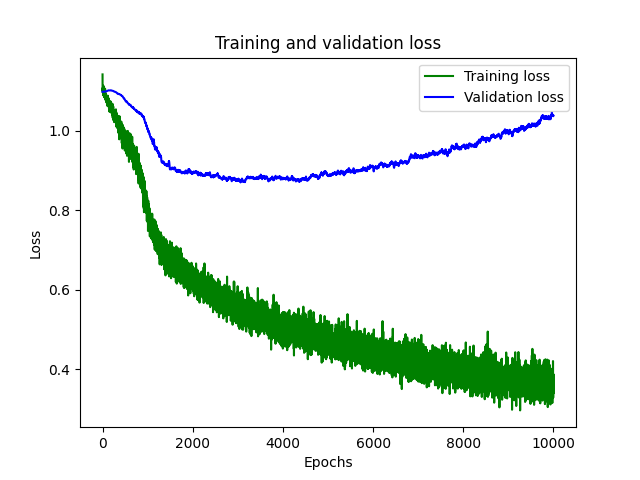 Training and validation loss
Training loss
Validation loss
1.0
0.8
0.6
0.4
Loss
0 2000 4000 6000 8000 10000
Epochs